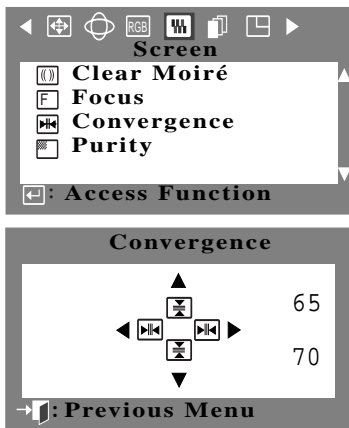 RGB
Screen
Clear Moiré
F Focus
Convergence
Purity
: Access Function
Convergence
65
70
: Previous Menu